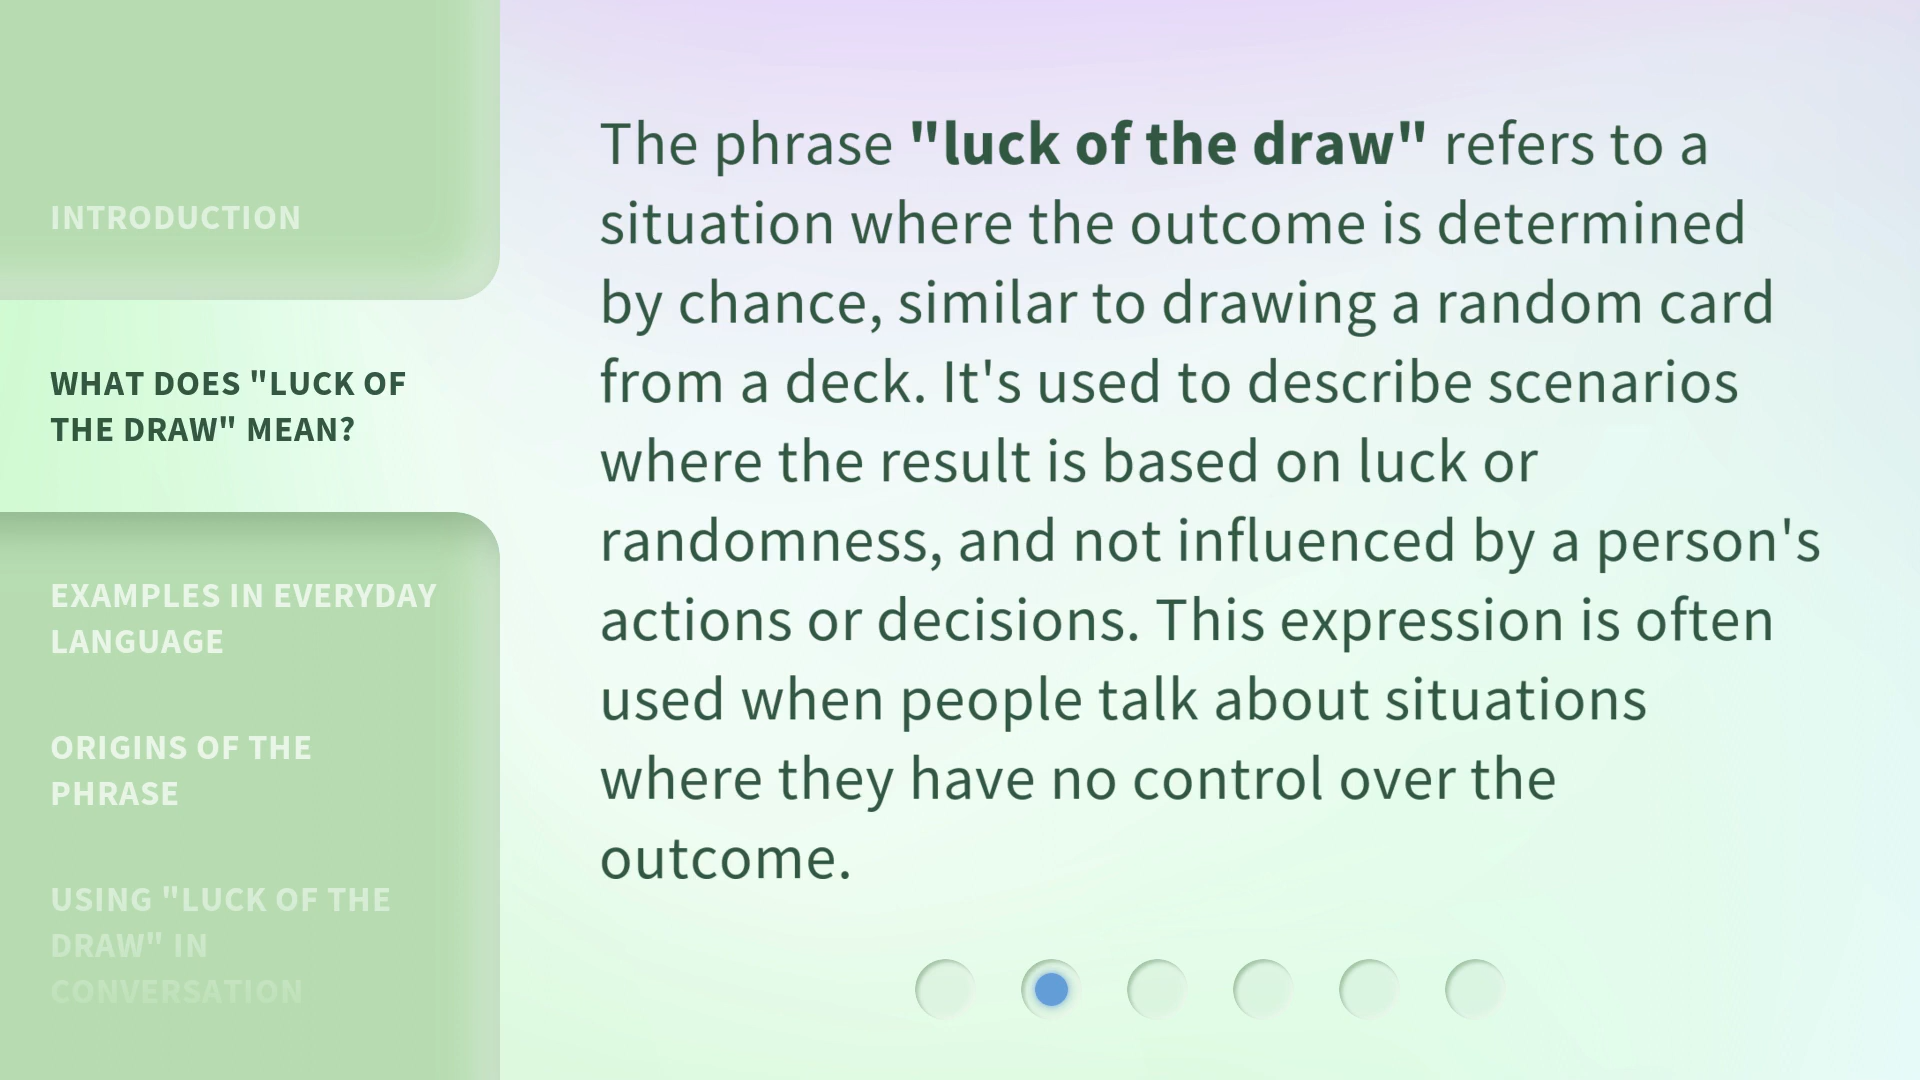 INTRODUCTION
WHAT DOES "LUCK OF
THE DRAW" MEAN?
EXAMPLES IN EVERYDAY
LANGUAGE
ORIGINS OF THE
PHRASE
USING "LUCK OF THE
DRAW" IN
CONVERSATION
The phrase "luck of the draw" refers to a
situation where the outcome is determined
by chance, similar to drawing a random card
from a deck. It's used to describe scenarios
where the result is based on luck or
randomness, and not influenced by a person's
actions or decisions. This expression is often
used when people talk about situations
where they have no control over the
outcome.